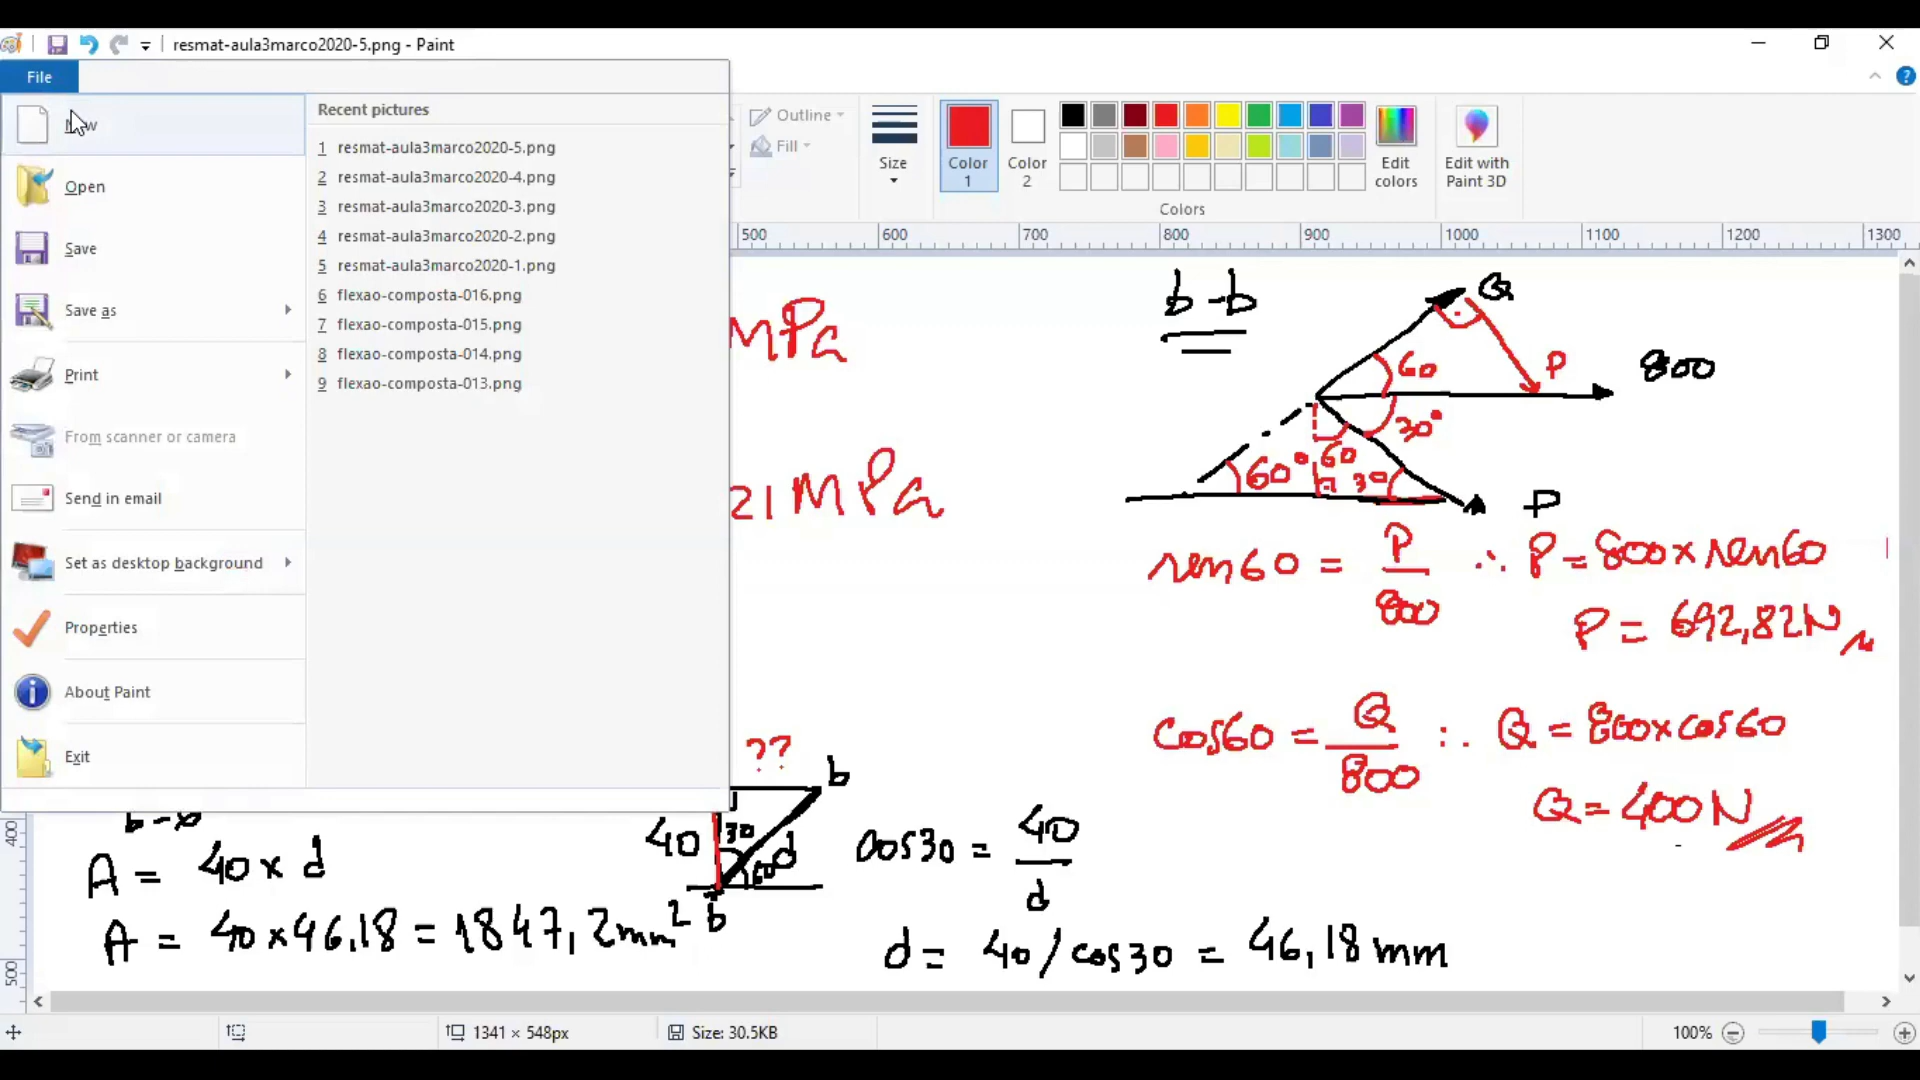 resmat-aula3marco2020-5.png - Paint
File
New
Open
Save
Save as
Print
From scanner or camera
Send in email
Set as desktop background
Properties
About Paint
Exit
Recent pictures
1 resmat-aula3marco2020-5.png
2 resmat-aula3marco2020-4.png
3 resmat-aula3marco2020-3.png
4 resmat-aula3marco2020-2.png
5 resmat-aula3marco2020-1.png
6 flexao-composta-016.png
7 flexao-composta-015.png
8 flexao-composta-014.png
9 flexao-composta-013.png
Outline
Fill
Size
Color 1
Color 2
Edit colors
Edit with Paint 3D
Colors
500 600 700 800 900 1000 1100 1200 1300
MPa
21 MPa
b-b
Q
60
P
800
30°
60° 60 30
P
sen60 = P/800 ∴ P = 800 x sen60
P = 692,82N
cos60 = Q/800 ∴ Q = 800xcos60
Q = 400N
??
b
40 30 d 60
b
cos30 = 40/d
d = 40/cos30 = 46,18 mm
A = 40 x d
A = 40 x 46,18 = 1847,2mm²
400
500
1341 × 548px
Size: 30.5KB
100%